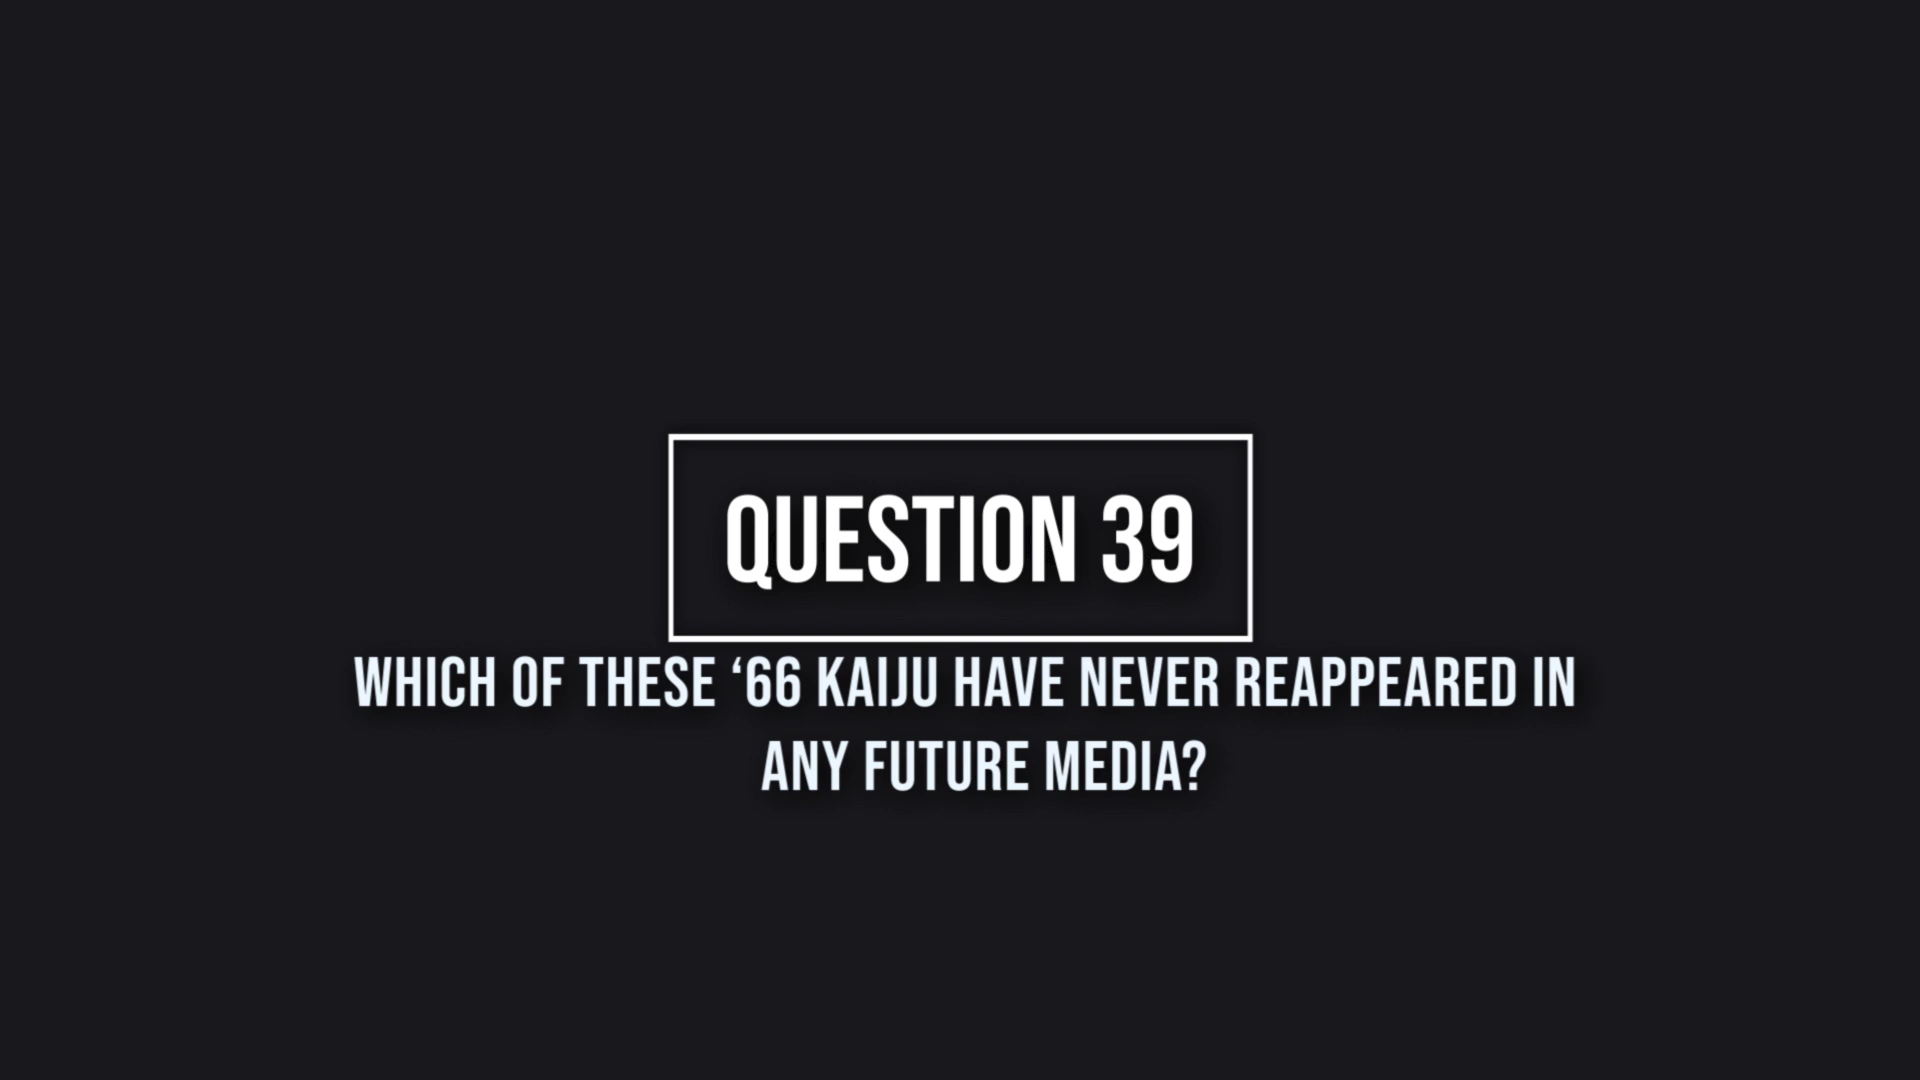 QUESTION 39
WHICH OF THESE ‘66 KAIJU HAVE NEVER REAPPEARED IN
ANY FUTURE MEDIA?